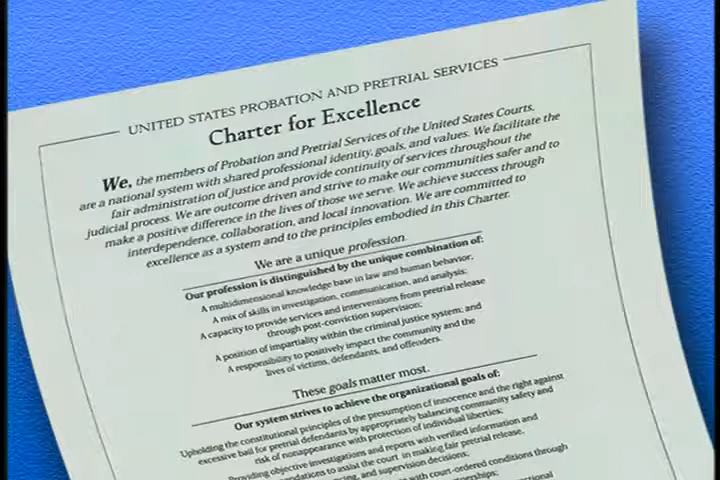 UNITED STATES PROBATION AND PRETRIAL SERVICES
Charter for Excellence
We, the members of Probation and Pretrial Services of the United States Courts,
are a national system with shared professional identity, goals, and values. We facilitate the
fair administration of justice and provide continuity of services throughout the
judicial process. We are outcome driven and strive to make our communities safer and to
make a positive difference in the lives of those we serve. We achieve success through
interdependence, collaboration, and local innovation. We are committed to
excellence as a system and to the principles embodied in this Charter.
We are a unique profession.
Our profession is distinguished by the unique combination of:
A multidimensional knowledge base in law and human behavior;
A mix of skills in investigation, communication, and analysis;
A capacity to provide services and interventions from pretrial release
through post-conviction supervision;
A position of impartiality within the criminal justice system; and
A responsibility to positively impact the community and the
lives of victims, defendants, and offenders.
These goals matter most.
Our system strives to achieve the organizational goals of:
Upholding the constitutional principles of the presumption of innocence and the right against
excessive bail for pretrial defendants by appropriately balancing community safety and
risk of nonappearance with protection of individual liberties;
Providing objective investigations and reports with verified information and
to assist the court in making fair pretrial release,
and supervision decisions;
with court-ordered conditions through